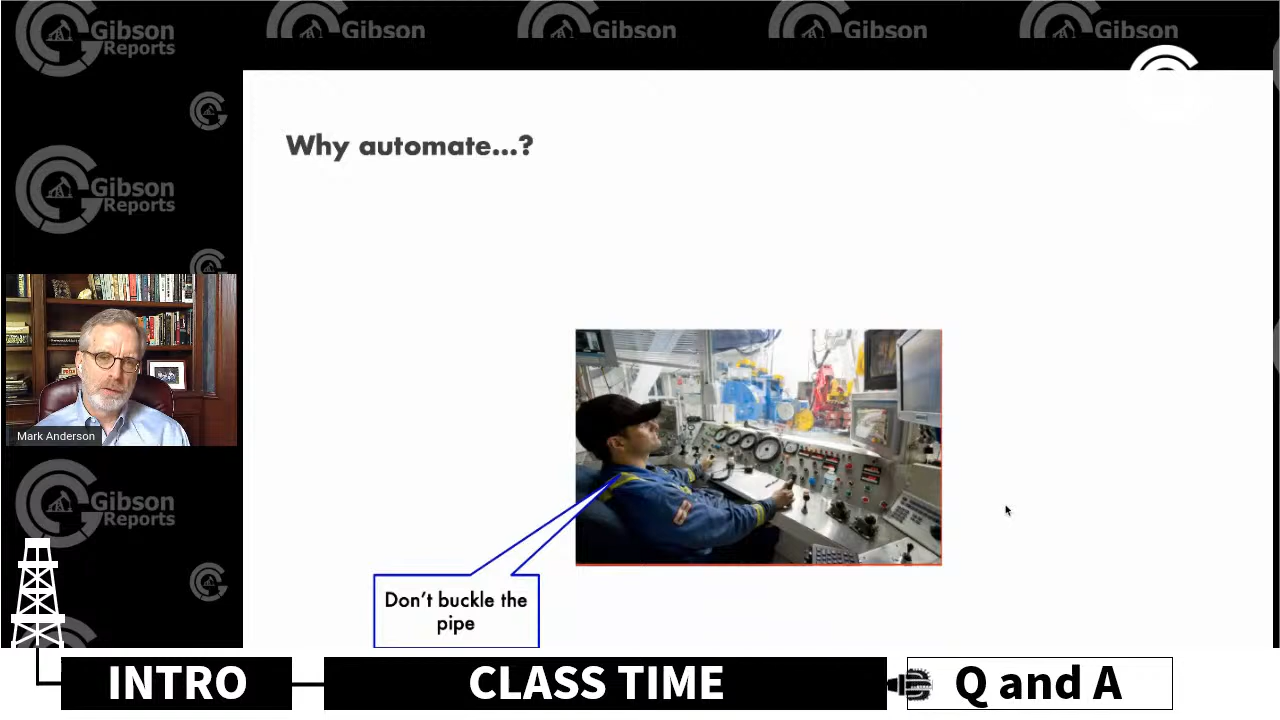 Gibson
Reports
Gibson
Gibson
Gibson
Gibson
Why automate...?
Gibson
Reports
Mark Anderson
Gibson
Reports
Don't buckle the
pipe
INTRO
CLASS TIME
Q and A